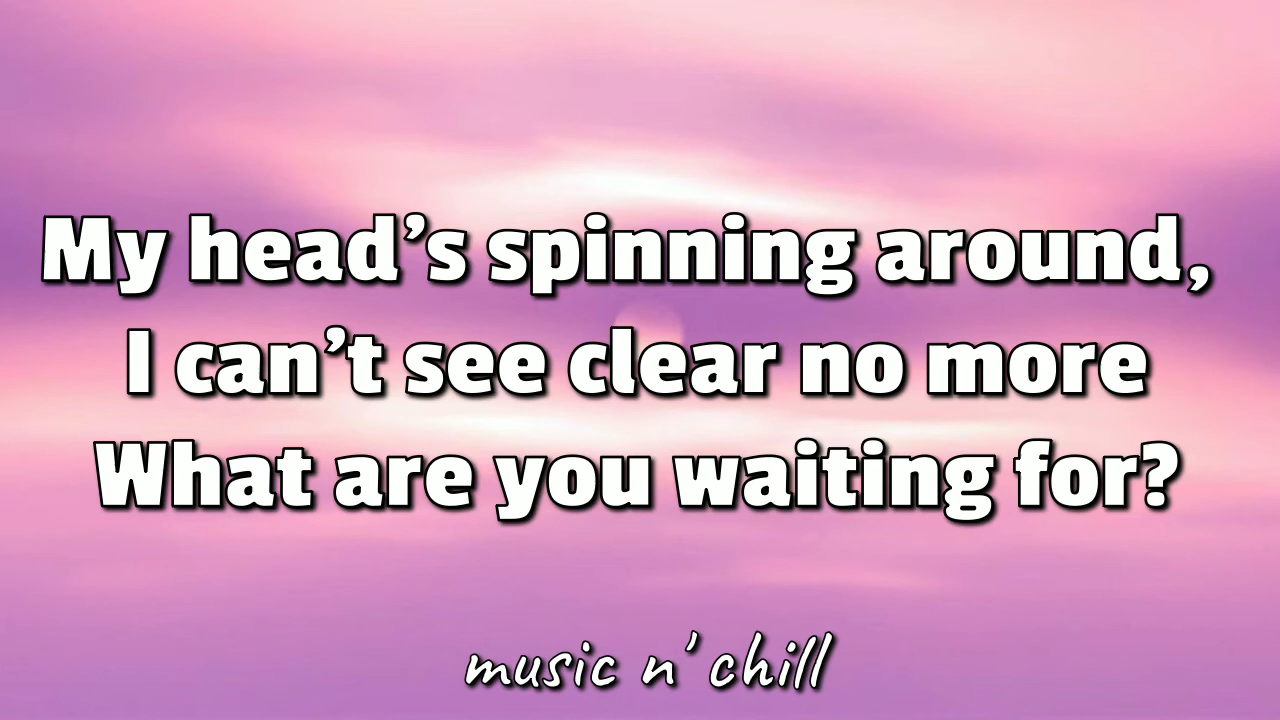 My head’s spinning around,
I can’t see clear no more
What are you waiting for?
music n’ chill